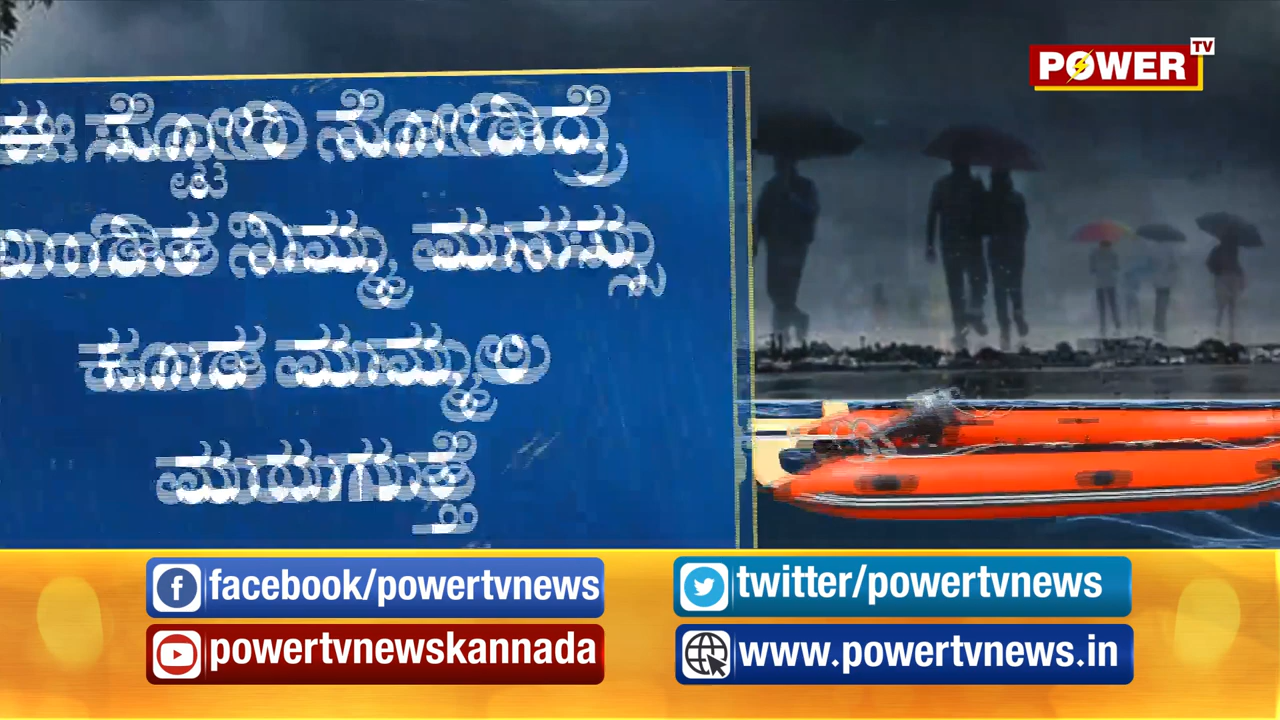 POWER TV
ಈ ಸ್ಟೋರಿ ನೋಡಿದ್ರೆ
ಖಂಡಿತ ನಿಮ್ಮ ಮನಸ್ಸು
ಕೂಡ ಮಮ್ಮಲ
ಮರುಗುತ್ತೆ
facebook/powertvnews
twitter/powertvnews
powertvnewskannada
www.powertvnews.in